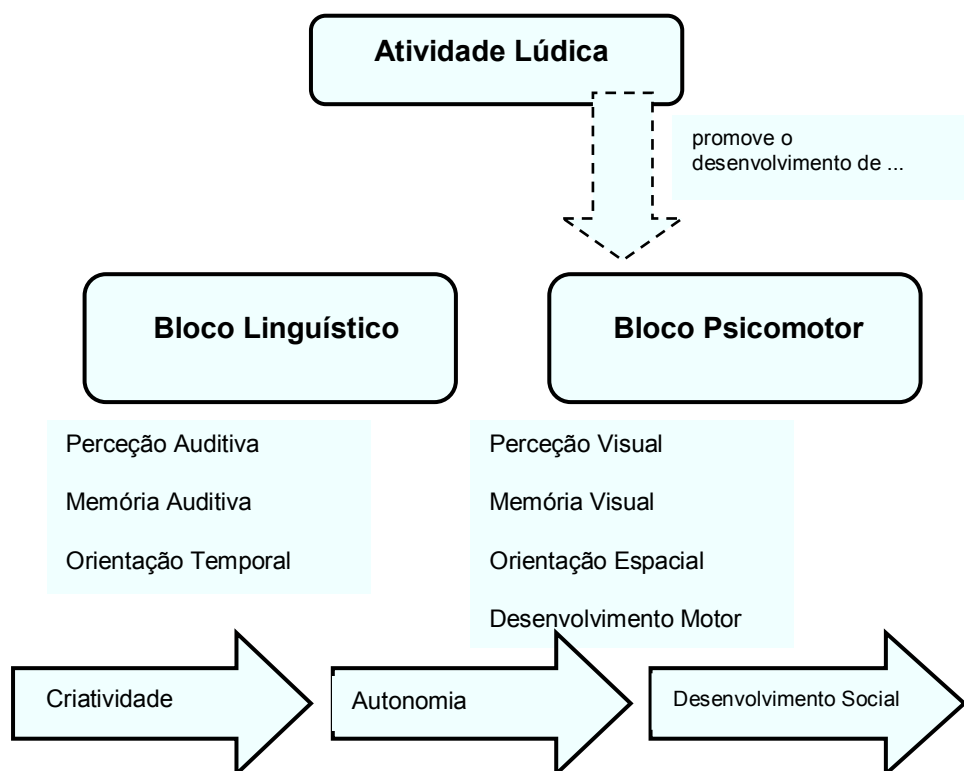 Atividade Lúdica
promove o
desenvolvimento de ...
Bloco Linguístico
Bloco Psicomotor
Perceção Auditiva
Memória Auditiva
Orientação Temporal
Perceção Visual
Memória Visual
Orientação Espacial
Desenvolvimento Motor
Criatividade
Autonomia
Desenvolvimento Social